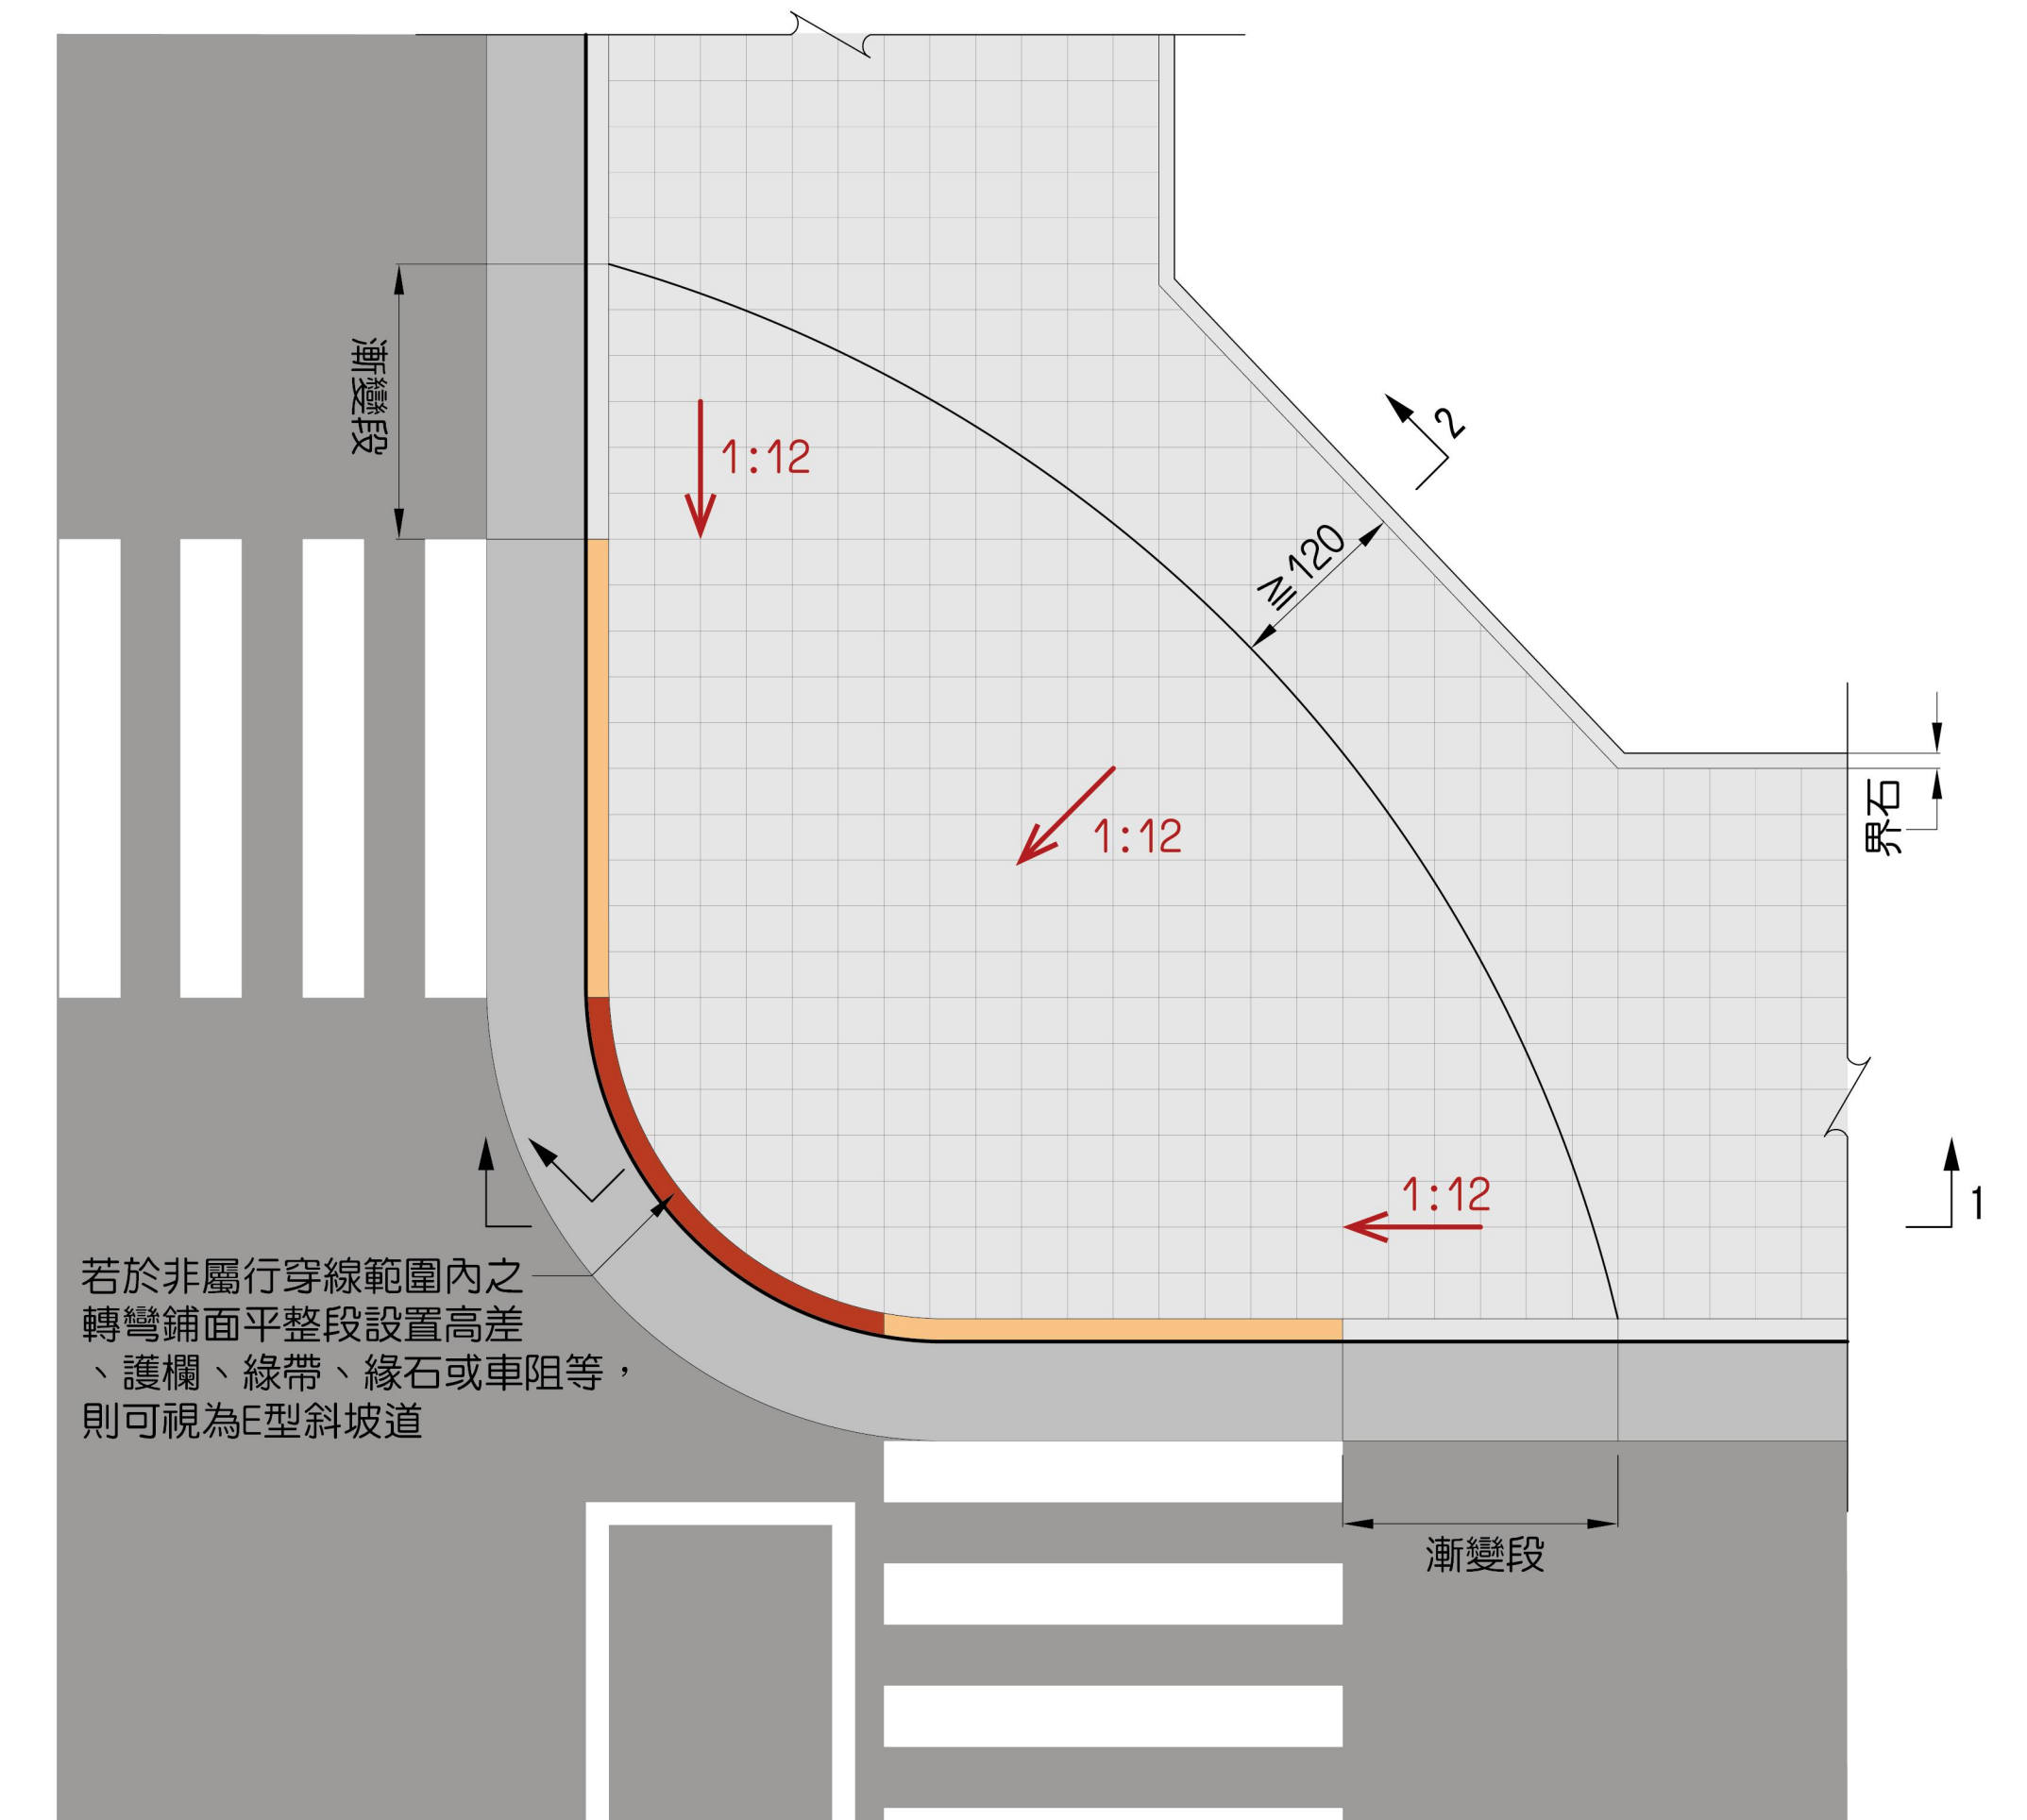 漸變段
1:12
2
≧120
界石
1:12
1:12
1
若於非屬行穿線範圍內之
轉彎鋪面平整段設置高差
、護欄、綠帶、緣石或車阻等，
則可視為E型斜坡道
漸變段